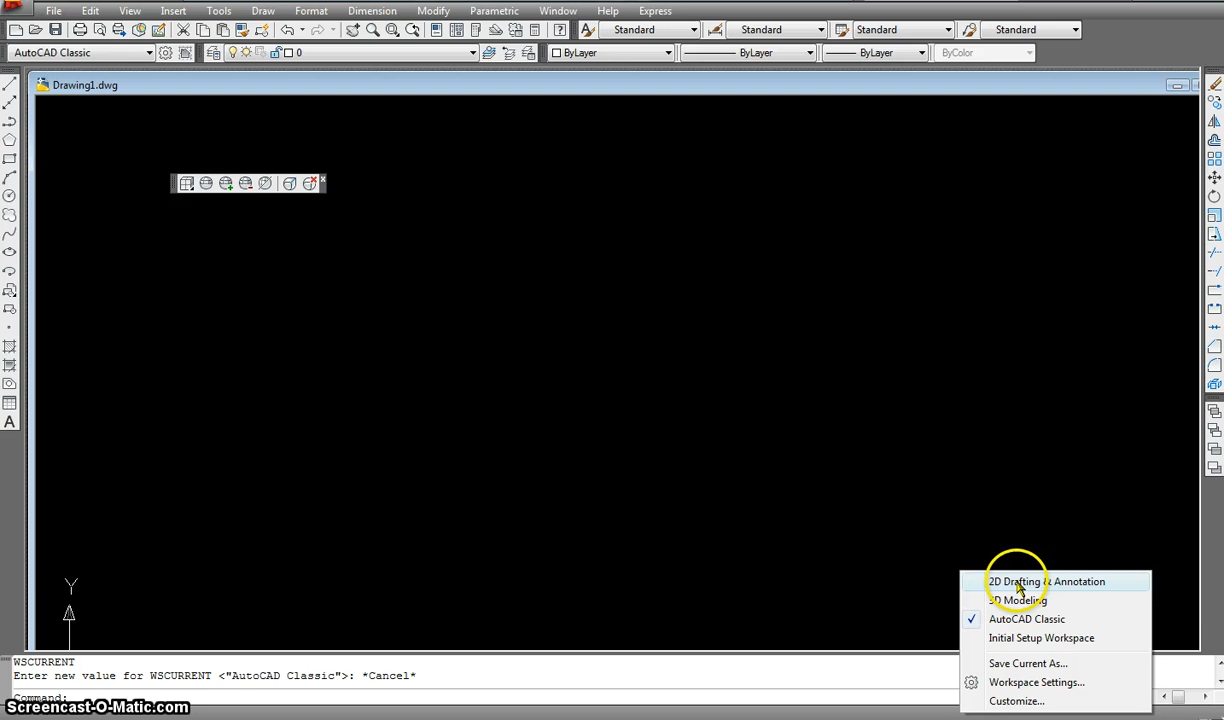 File Edit View Insert Tools Draw Format Dimension Modify Parametric Window Help Express
Standard Standard Standard Standard
AutoCAD Classic 0 ByLayer ByLayer ByLayer ByColor
Drawing1.dwg
A
Y
2D Drafting & Annotation
3D Modeling
AutoCAD Classic
Initial Setup Workspace
Save Current As...
Workspace Settings...
Customize...
WSCURRENT
Enter new value for WSCURRENT <"AutoCAD Classic">: *Cancel*
Command:
Screencast-O-Matic.com